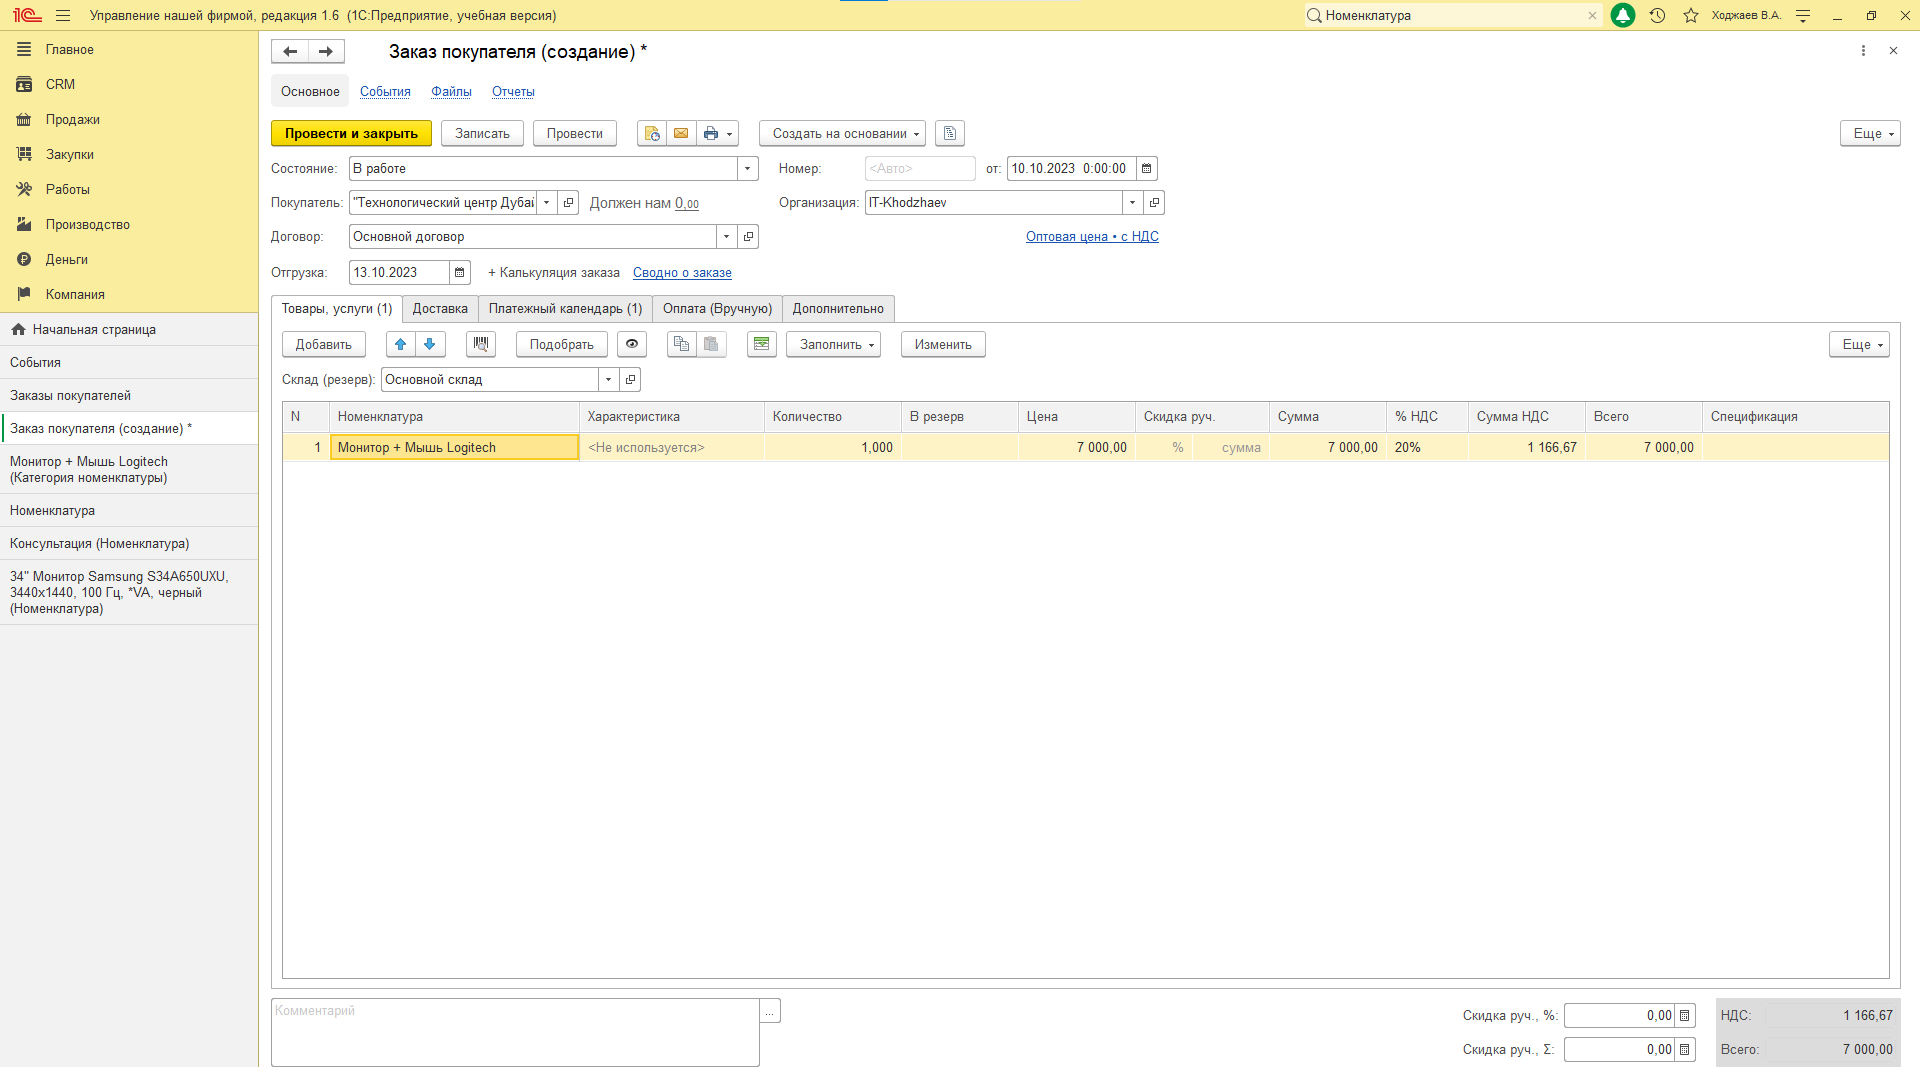 1С Управление нашей фирмой, редакция 1.6 (1С:Предприятие, учебная версия)
Номенклатура
Ходжаев В.А.
Главное
CRM
Продажи
Закупки
Работы
Производство
Деньги
Компания
Начальная страница
События
Заказы покупателей
Заказ покупателя (создание) *
Монитор + Мышь Logitech
(Категория номенклатуры)
Номенклатура
Консультация (Номенклатура)
34" Монитор Samsung S34A650UXU,
3440x1440, 100 Гц, *VA, черный
(Номенклатура)
Заказ покупателя (создание) *
Основное События Файлы Отчеты
Провести и закрыть Записать Провести Создать на основании Еще
Состояние: В работе Номер: <Авто> от: 10.10.2023 0:00:00
Покупатель: "Технологический центр Дубай Должен нам 0,00 Организация: IT-Khodzhaev
Договор: Основной договор Оптовая цена • с НДС
Отгрузка: 13.10.2023 + Калькуляция заказа Сводно о заказе
Товары, услуги (1) Доставка Платежный календарь (1) Оплата (Вручную) Дополнительно
Добавить Подобрать Заполнить Изменить Еще
Склад (резерв): Основной склад
N Номенклатура Характеристика Количество В резерв Цена Скидка руч. Сумма % НДС Сумма НДС Всего Спецификация
1 Монитор + Мышь Logitech <Не используется> 1,000 7 000,00 % сумма 7 000,00 20% 1 166,67 7 000,00
Комментарий ...
Скидка руч., %: 0,00 НДС: 1 166,67
Скидка руч., Σ: 0,00 Всего: 7 000,00